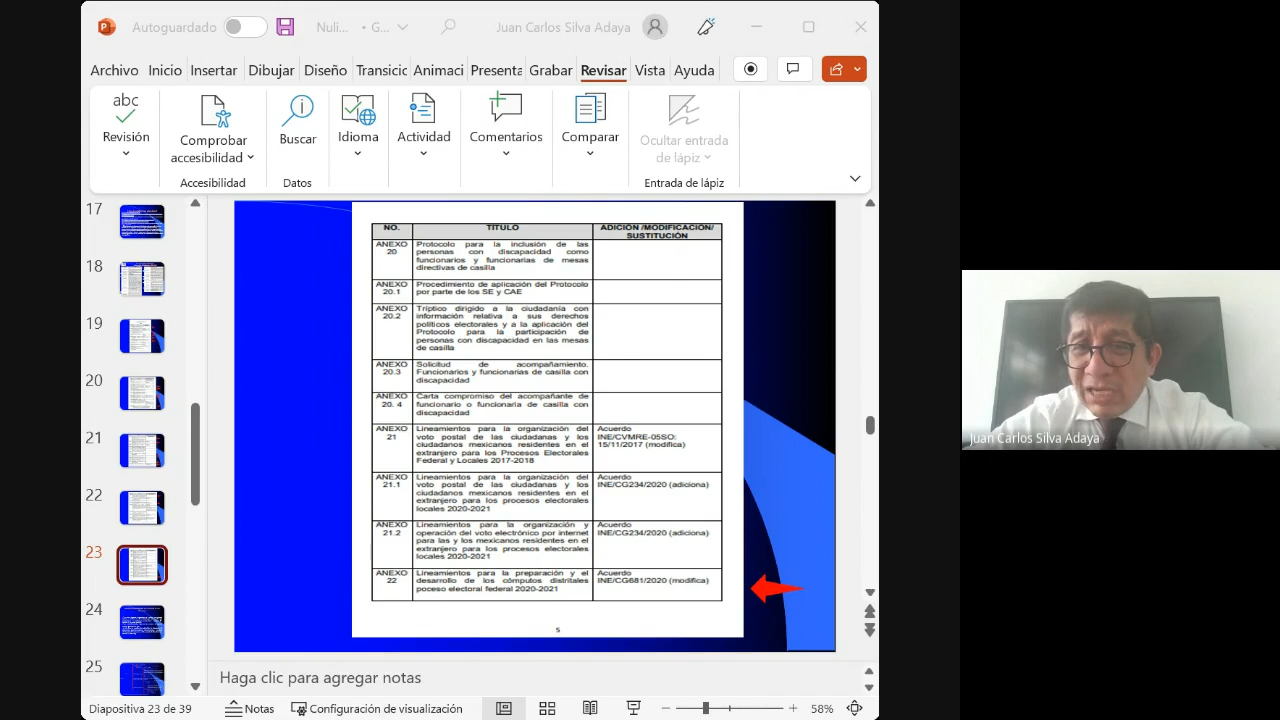 Autoguardado
Nuli...
• G...
Juan Carlos Silva Adaya
Archivo Inicio Insertar Dibujar Diseño Transicic Animaci Presenta Grabar Revisar Vista Ayuda
abc
Revisión
Comprobar
accesibilidad
Accesibilidad
Buscar
Datos
Idioma
Actividad
Comentarios
Comparar
Ocultar entrada
de lápiz
Entrada de lápiz
17
18
19
20
21
22
23
24
25
NO. TITULO ADICION /MODIFICACIÓN/
SUSTITUCIÓN
ANEXO 20
Protocolo para la inclusión de las
personas con discapacidad como
funcionarios y funcionarias de mesas
directivas de casilla
ANEXO 20.1
Procedimiento de aplicación del Protocolo
por parte de los SE y CAE
ANEXO 20.2
Tríptico dirigido a la ciudadanía con
información relativa a sus derechos
políticos electorales y a la aplicación del
Protocolo para la participación de
personas con discapacidad en las mesas
de casilla
ANEXO 20.3
Solicitud de acompañamiento.
Funcionarios y funcionarias de casilla con
discapacidad
ANEXO 20. 4
Carta compromiso del acompañante de
funcionario o funcionaria de casilla con
discapacidad
ANEXO 21
Lineamientos para la organización del
voto postal de las ciudadanas y los
ciudadanos mexicanos residentes en el
extranjero para los Procesos Electorales
Federal y Locales 2017-2018
Acuerdo
INE/CVMRE-05SO:
15/11/2017 (modifica)
ANEXO 21.1
Lineamientos para la organización del
voto postal de las ciudadanas y los
ciudadanos mexicanos residentes en el
extranjero para los procesos electorales
locales 2020-2021
Acuerdo
INE/CG234/2020 (adiciona)
ANEXO 21.2
Lineamientos para la organización y
operación del voto electrónico por internet
para las y los mexicanos residentes en el
extranjero para los procesos electorales
locales 2020-2021
Acuerdo
INE/CG234/2020 (adiciona)
ANEXO 22
Lineamientos para la preparación y el
desarrollo de los cómputos distritales
poceso electoral federal 2020-2021
Acuerdo
INE/CG681/2020 (modifica)
5
Haga clic para agregar notas
Diapositiva 23 de 39
Notas
Configuración de visualización
58%
Juan Carlos Silva Adaya